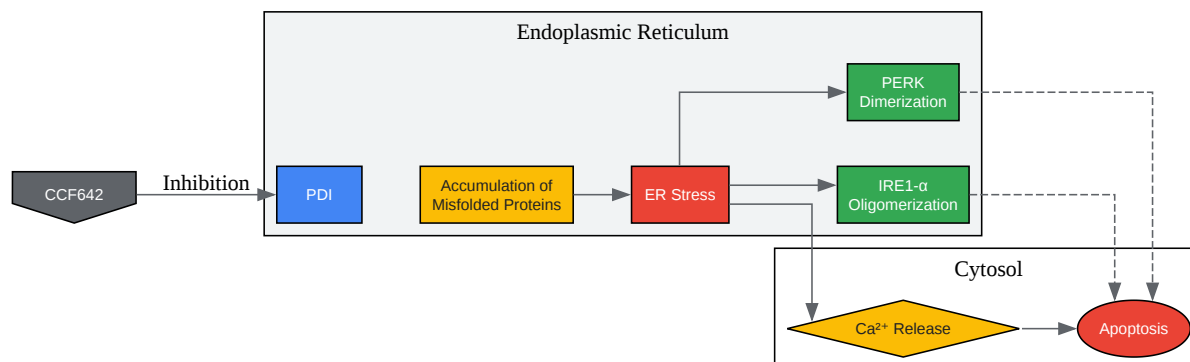 Endoplasmic Reticulum
PERK
Dimerization
CCF642
Inhibition
PDI
Accumulation of
Misfolded Proteins
ER Stress
IRE1-α
Oligomerization
Cytosol
Ca²⁺ Release
Apoptosis